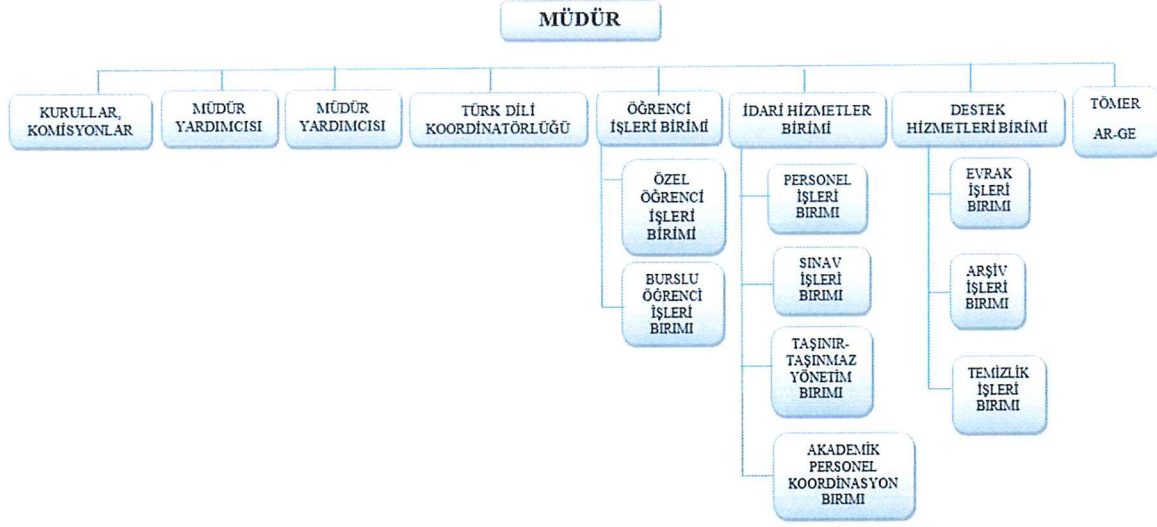 MÜDÜR
KURULLAR,
KOMİSYONLAR
MÜDÜR
YARDIMCISI
MÜDÜR
YARDIMCISI
TÜRK DİLİ
KOORDİNATÖRLÜĞÜ
ÖĞRENCİ
İŞLERİ BİRİMİ
İDARİ HİZMETLER
BİRİMİ
DESTEK
HİZMETLERİ BİRİMİ
TÖMER
AR-GE
ÖZEL
ÖĞRENCİ
İŞLERİ
BİRİMİ
BURSLU
ÖĞRENCİ
İŞLERİ
BIRIMI
PERSONEL
İŞLERİ
BIRIMI
SINAV
İŞLERİ
BIRIMI
TAŞINIR-
TAŞINMAZ
YÖNETİM
BIRIMI
AKADEMİK
PERSONEL
KOORDİNASYON
BIRIMI
EVRAK
İŞLERİ
BIRIMI
ARŞİV
İŞLERİ
BIRIMI
TEMİZLİK
İŞLERİ
BIRIMI